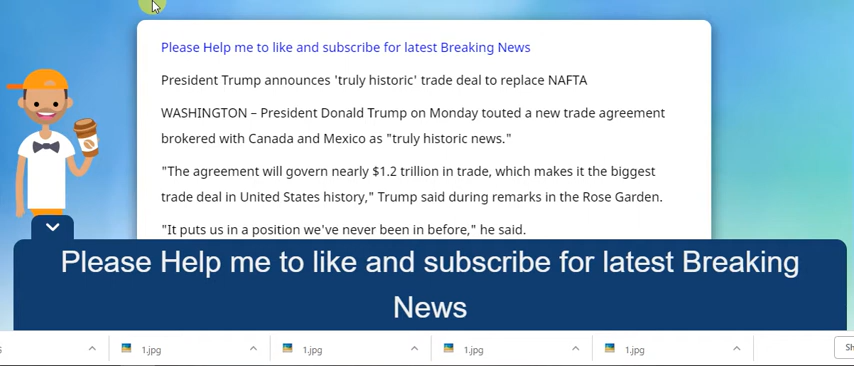 Please Help me to like and subscribe for latest Breaking News
President Trump announces 'truly historic' trade deal to replace NAFTA
WASHINGTON – President Donald Trump on Monday touted a new trade agreement
brokered with Canada and Mexico as "truly historic news."
"The agreement will govern nearly $1.2 trillion in trade, which makes it the biggest
trade deal in United States history," Trump said during remarks in the Rose Garden.
"It puts us in a position we've never been in before," he said.
Please Help me to like and subscribe for latest Breaking
News
1.jpg 1.jpg 1.jpg 1.jpg